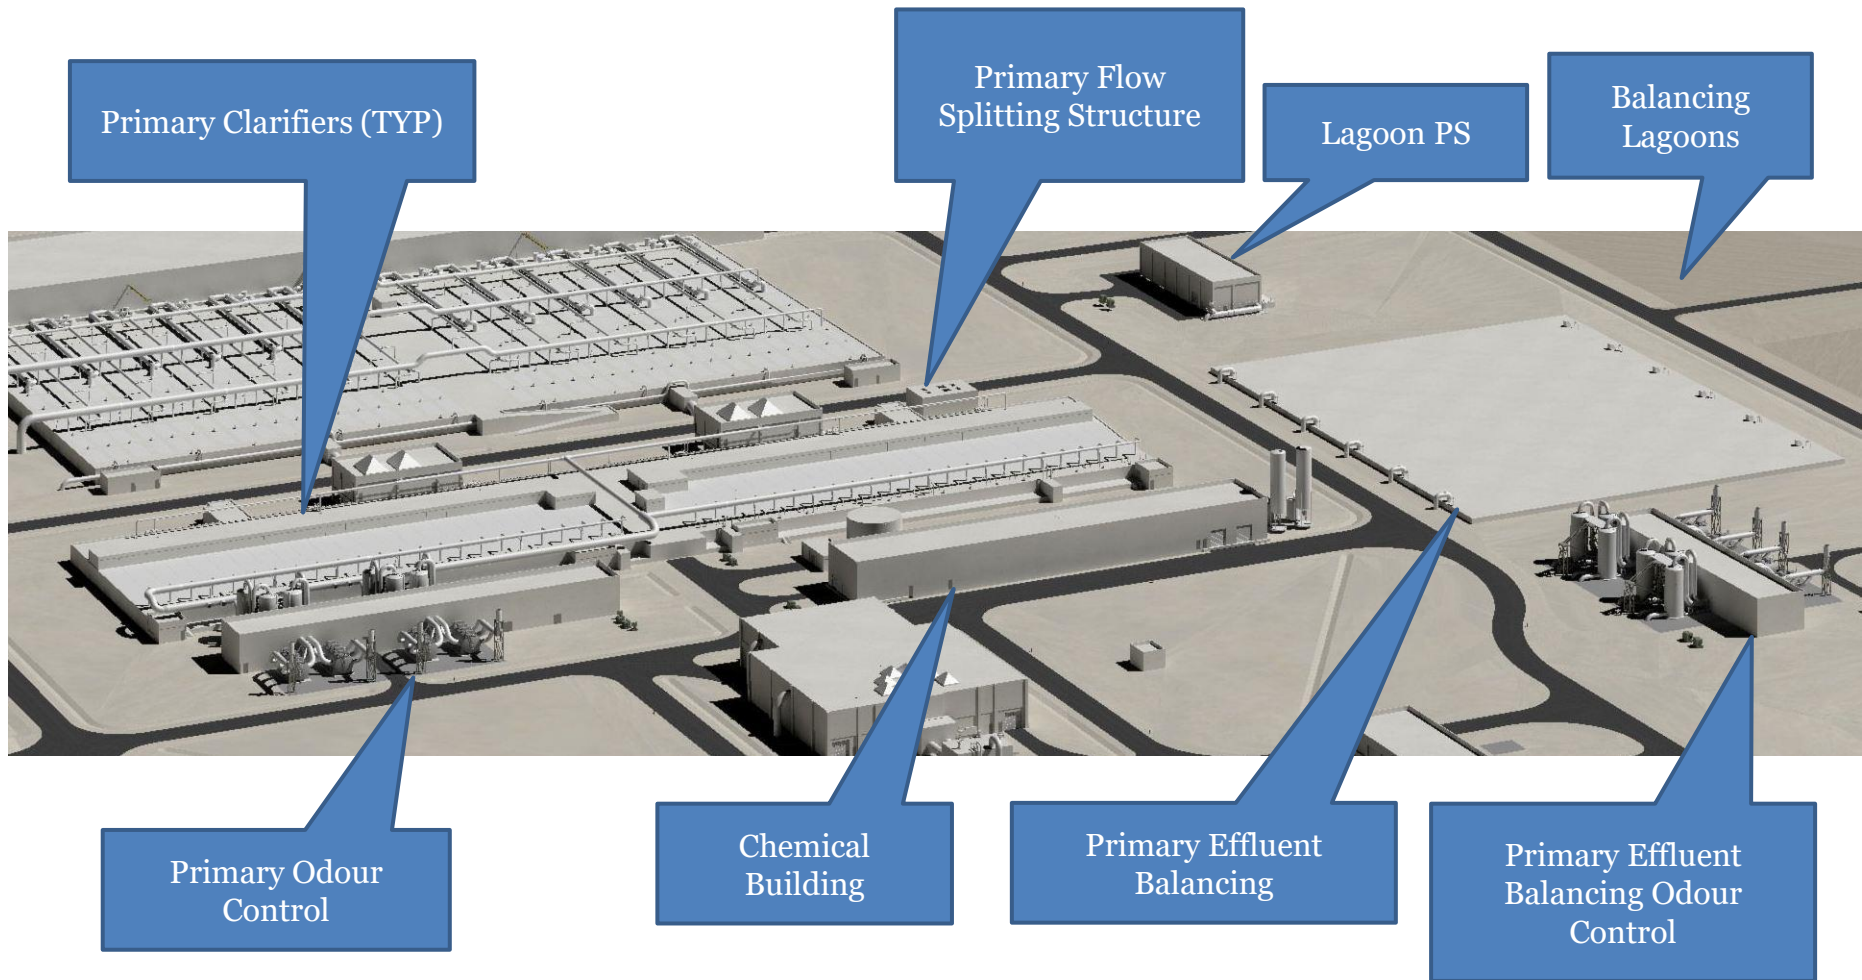 Primary Clarifiers (TYP)
Primary Flow
Splitting Structure
Lagoon PS
Balancing
Lagoons
Primary Odour
Control
Chemical
Building
Primary Effluent
Balancing
Primary Effluent
Balancing Odour
Control